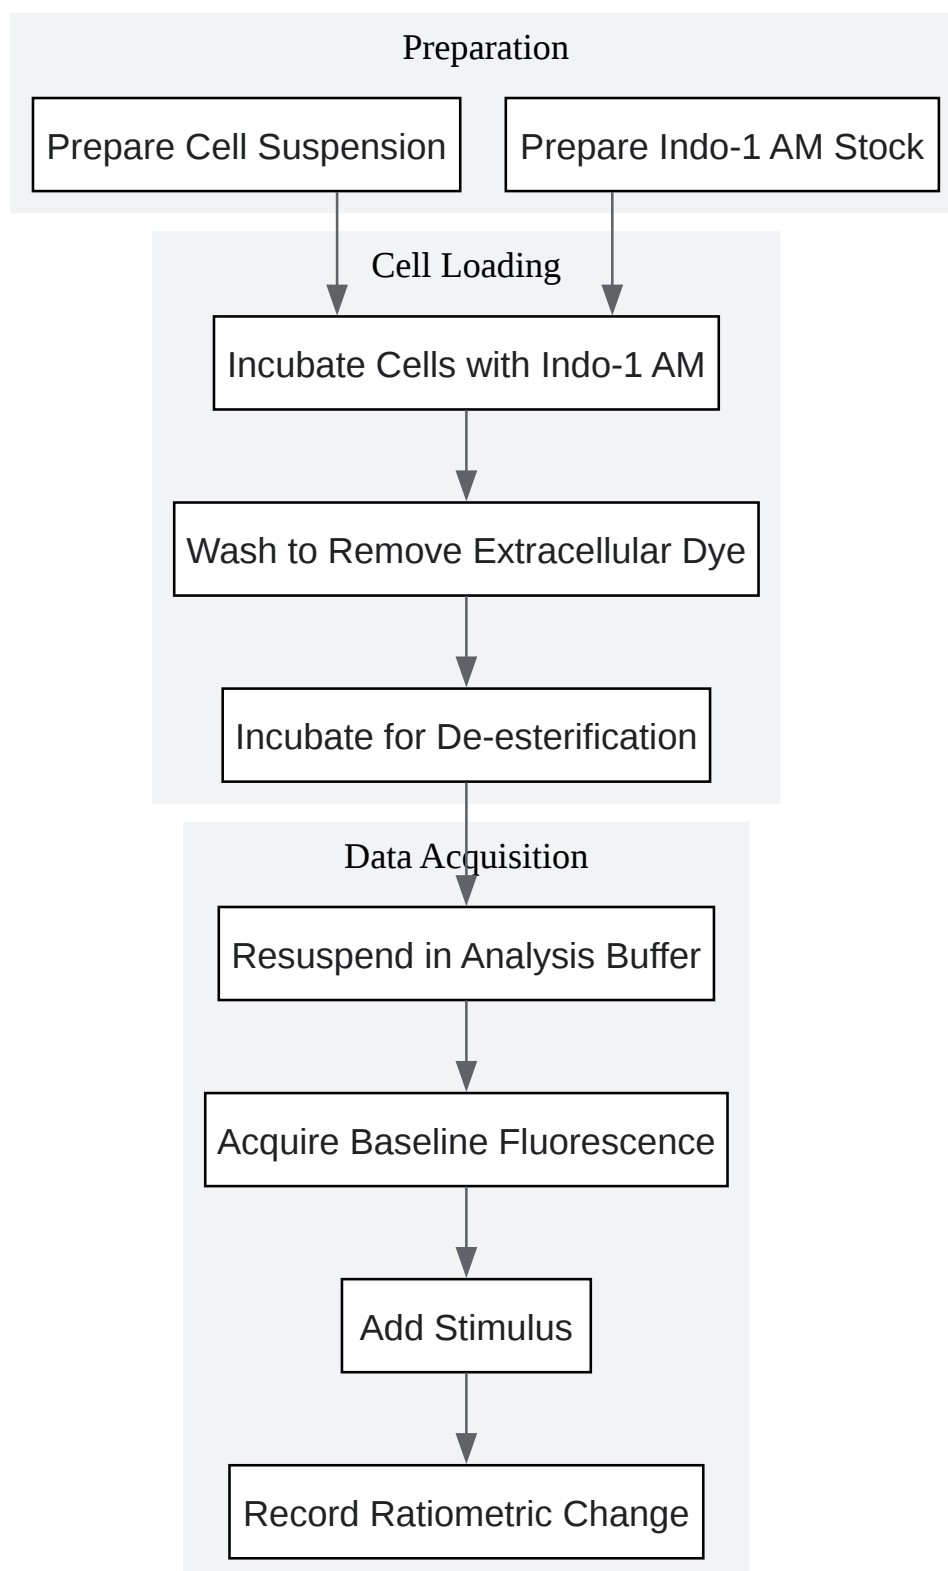 Preparation
Prepare Cell Suspension
Prepare Indo-1 AM Stock
Cell Loading
Incubate Cells with Indo-1 AM
Wash to Remove Extracellular Dye
Incubate for De-esterification
Data Acquisition
Resuspend in Analysis Buffer
Acquire Baseline Fluorescence
Add Stimulus
Record Ratiometric Change